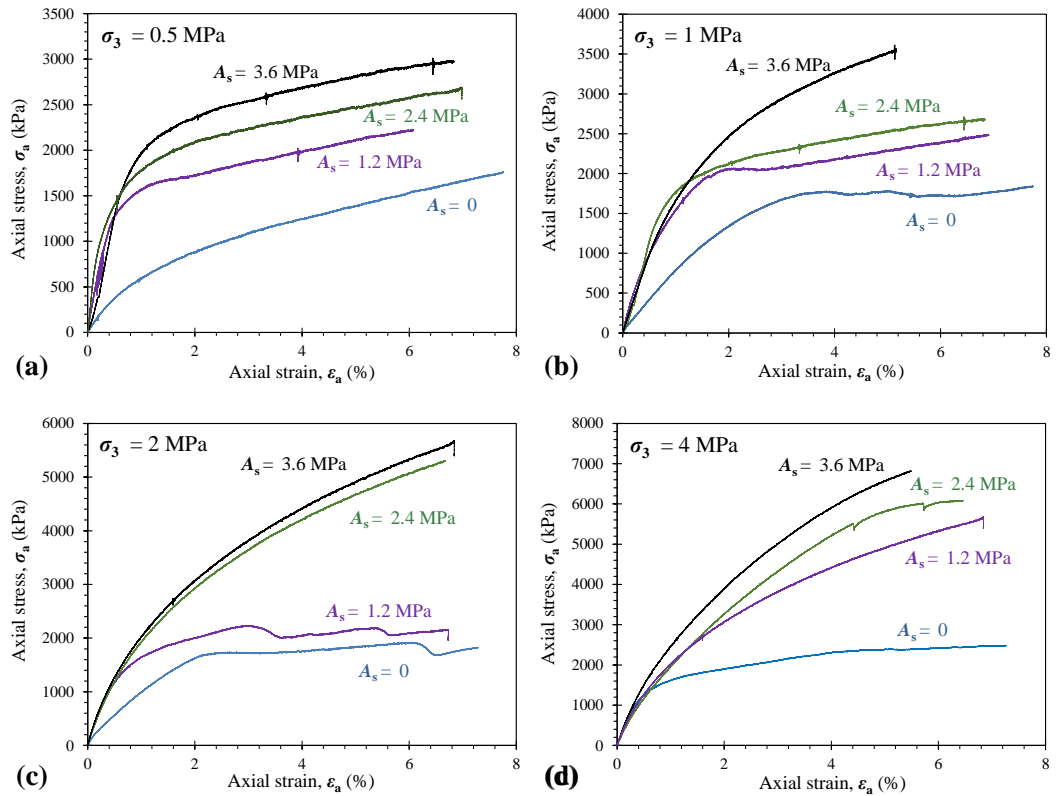 σ₃ = 0.5 MPa
Axial stress, σₐ (kPa)
3500
3000
2500
2000
1500
1000
500
0
Aₛ = 3.6 MPa
Aₛ = 2.4 MPa
Aₛ = 1.2 MPa
Aₛ = 0
0 2 4 6 8
Axial strain, εₐ (%)
(a)
σ₃ = 1 MPa
Axial stress, σₐ (kPa)
4000
3500
3000
2500
2000
1500
1000
500
0
Aₛ = 3.6 MPa
Aₛ = 2.4 MPa
Aₛ = 1.2 MPa
Aₛ = 0
0 2 4 6 8
Axial strain, εₐ (%)
(b)
σ₃ = 2 MPa
Axial stress, σₐ (kPa)
6000
5000
4000
3000
2000
1000
0
Aₛ = 3.6 MPa
Aₛ = 2.4 MPa
Aₛ = 1.2 MPa
Aₛ = 0
0 2 4 6 8
Axial strain, εₐ (%)
(c)
σ₃ = 4 MPa
Axial stress, σₐ (kPa)
8000
7000
6000
5000
4000
3000
2000
1000
0
Aₛ = 3.6 MPa
Aₛ = 2.4 MPa
Aₛ = 1.2 MPa
Aₛ = 0
0 2 4 6 8
Axial strain, εₐ (%)
(d)